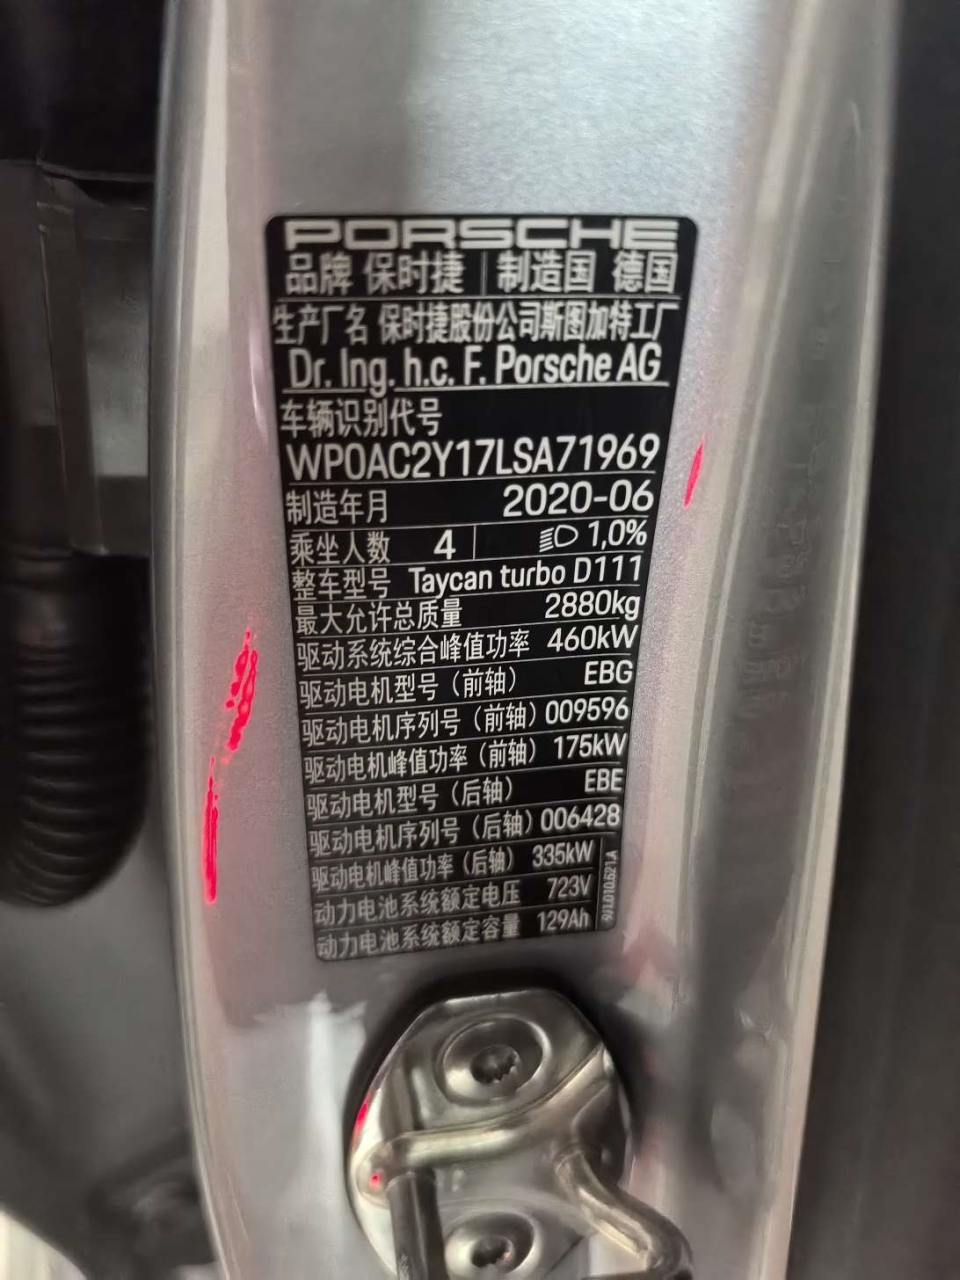 PORSCHE
品牌 保时捷 制造国 德国
生产厂名 保时捷股份公司斯图加特工厂
Dr. Ing. h.c. F. Porsche AG
车辆识别代号
WP0AC2Y17LSA71969
制造年月 2020-06
乘坐人数 4 1,0%
整车型号 Taycan turbo D111
最大允许总质量 2880kg
驱动系统综合峰值功率 460kW
驱动电机型号（前轴） EBG
驱动电机序列号（前轴）009596
驱动电机峰值功率（前轴） 175kW
驱动电机型号（后轴） EBE
驱动电机序列号（后轴）006428
驱动电机峰值功率（后轴） 335kW
动力电池系统额定电压 723V
动力电池系统额定容量 129Ah
9J1.010.621.A